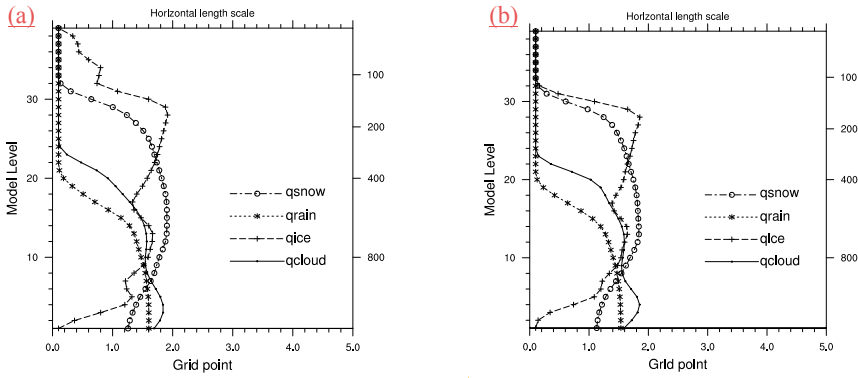 (a)
Horizontal length scale
Model Level
30
20
10
100
200
400
800
qsnow
qrain
qice
qcloud
0.0 1.0 2.0 3.0 4.0 5.0
Grid point
(b)
Horizontal length scale
Model Level
30
20
10
100
200
400
800
qsnow
qrain
qice
qcloud
0.0 1.0 2.0 3.0 4.0 5.0
Grid point